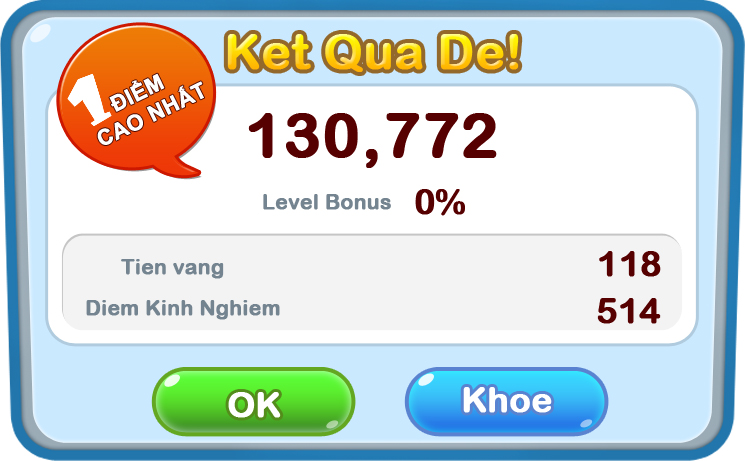 Ket Qua De!
1 ĐIỂM
CAO NHẤT
130,772
Level Bonus 0%
Tien vang 118
Diem Kinh Nghiem 514
OK Khoe